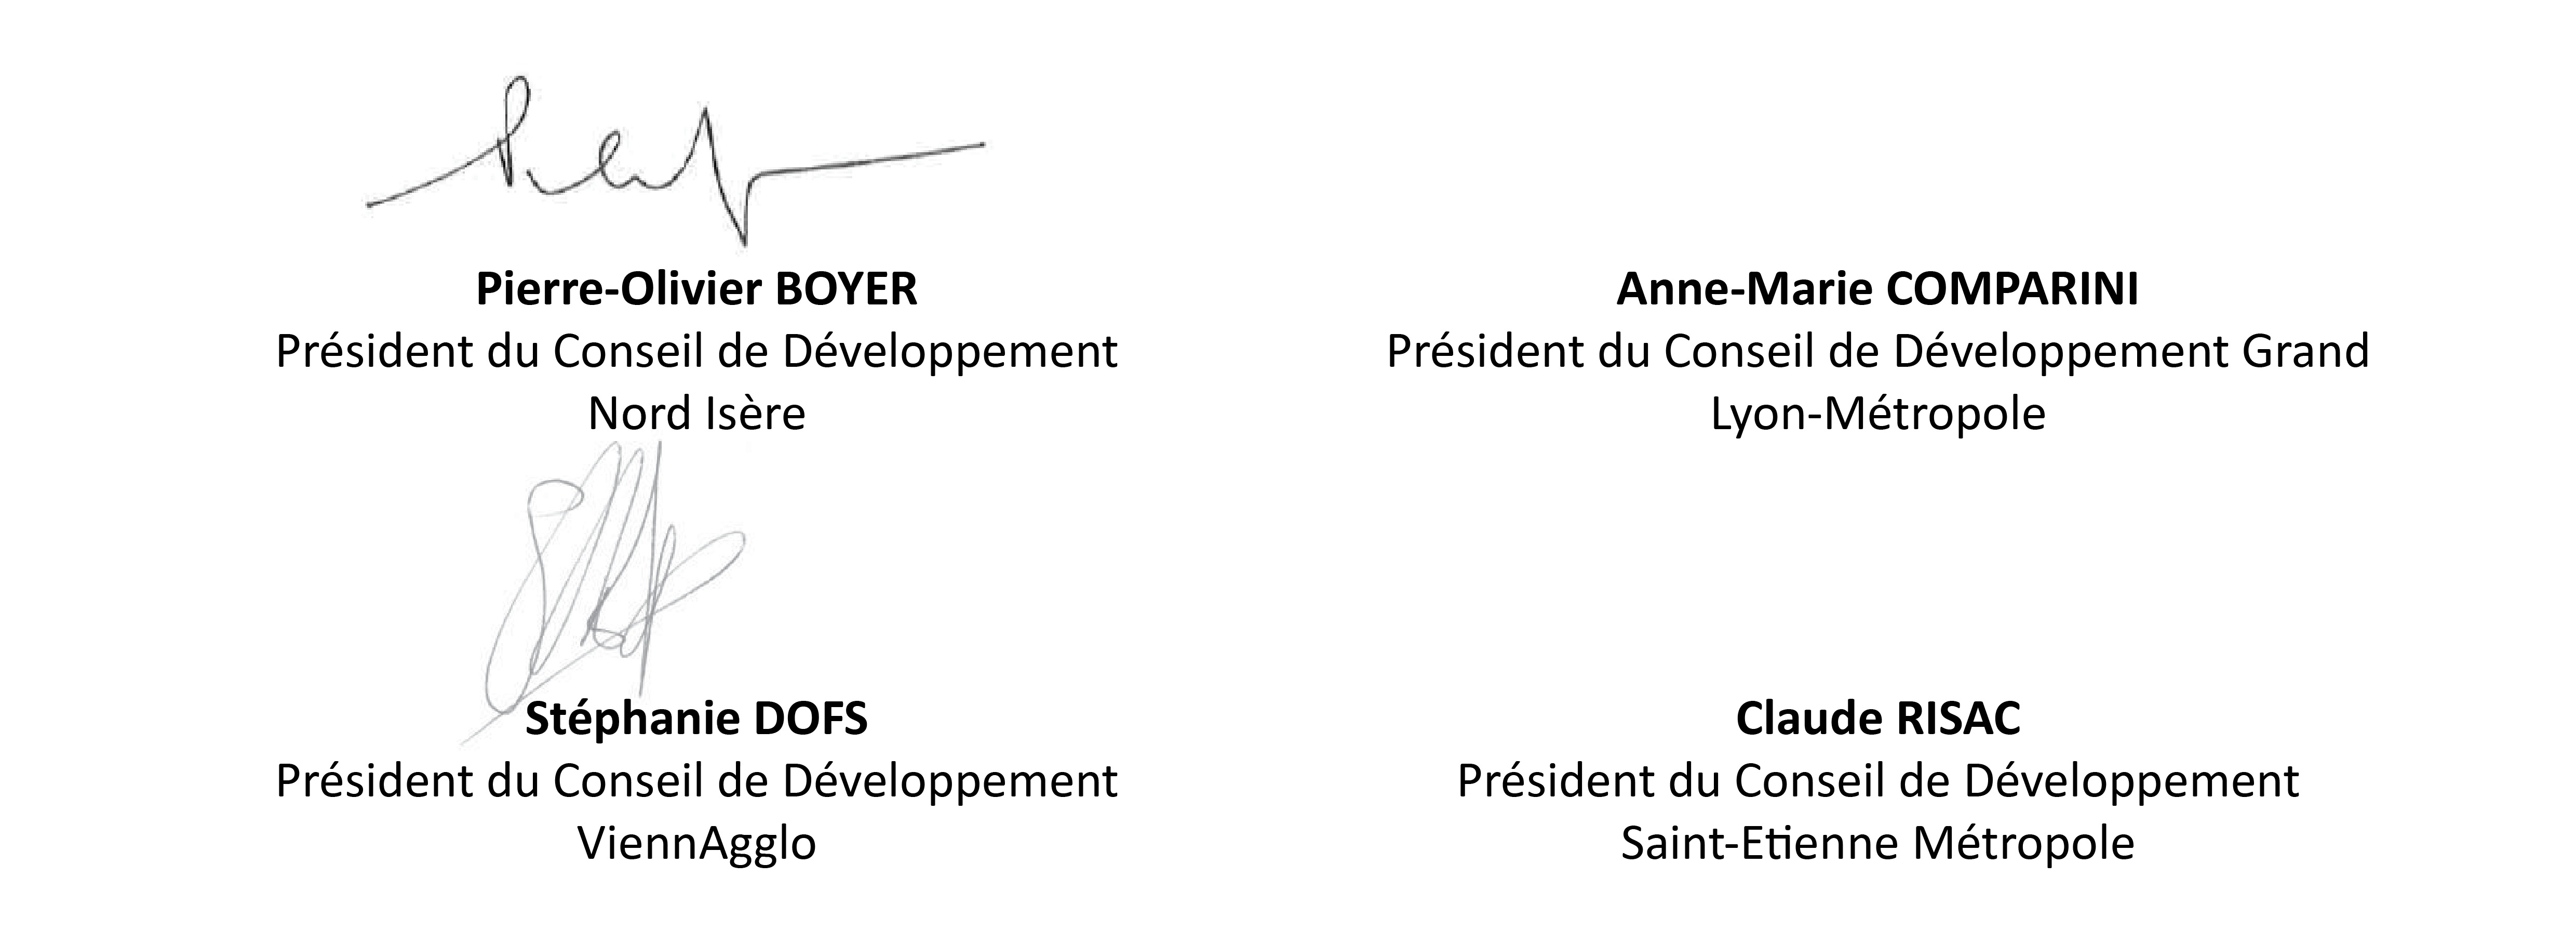 Pierre-Olivier BOYER
Président du Conseil de Développement
Nord Isère
Anne-Marie COMPARINI
Président du Conseil de Développement Grand
Lyon-Métropole
Stéphanie DOFS
Président du Conseil de Développement
ViennAgglo
Claude RISAC
Président du Conseil de Développement
Saint-Etienne Métropole